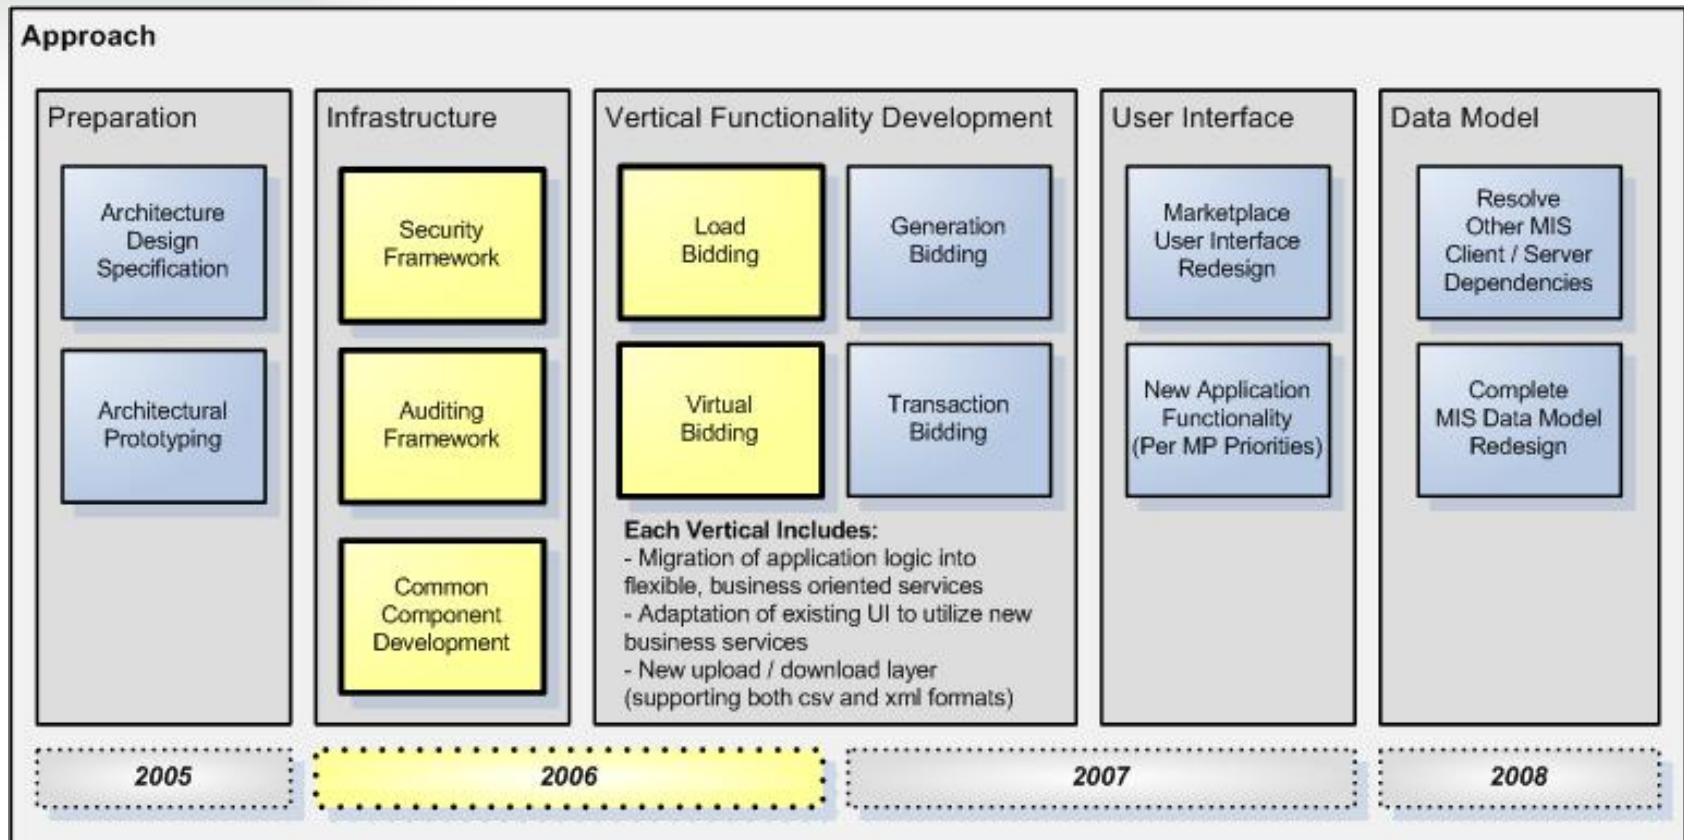 Approach
Preparation
Architecture
Design
Specification
Architectural
Prototyping
Infrastructure
Security
Framework
Auditing
Framework
Common
Component
Development
Vertical Functionality Development
Load
Bidding
Generation
Bidding
Virtual
Bidding
Transaction
Bidding
Each Vertical Includes:
- Migration of application logic into
flexible, business oriented services
- Adaptation of existing UI to utilize new
business services
- New upload / download layer
(supporting both csv and xml formats)
User Interface
Marketplace
User Interface
Redesign
New Application
Functionality
(Per MP Priorities)
Data Model
Resolve
Other MIS
Client / Server
Dependencies
Complete
MIS Data Model
Redesign
2005
2006
2007
2008